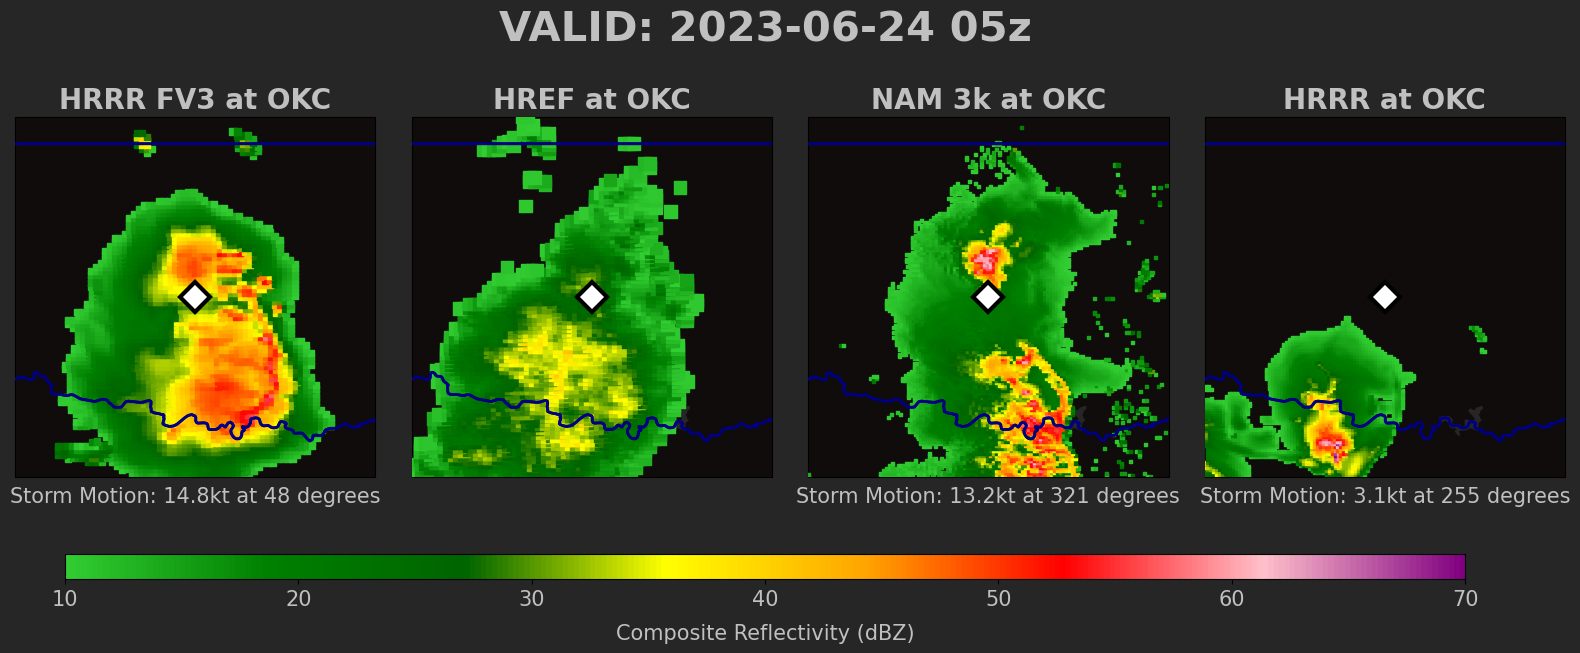 VALID: 2023-06-24 05z
HRRR FV3 at OKC
HREF at OKC
NAM 3k at OKC
HRRR at OKC
Storm Motion: 14.8kt at 48 degrees
Storm Motion: 13.2kt at 321 degrees
Storm Motion: 3.1kt at 255 degrees
10 20 30 40 50 60 70
Composite Reflectivity (dBZ)